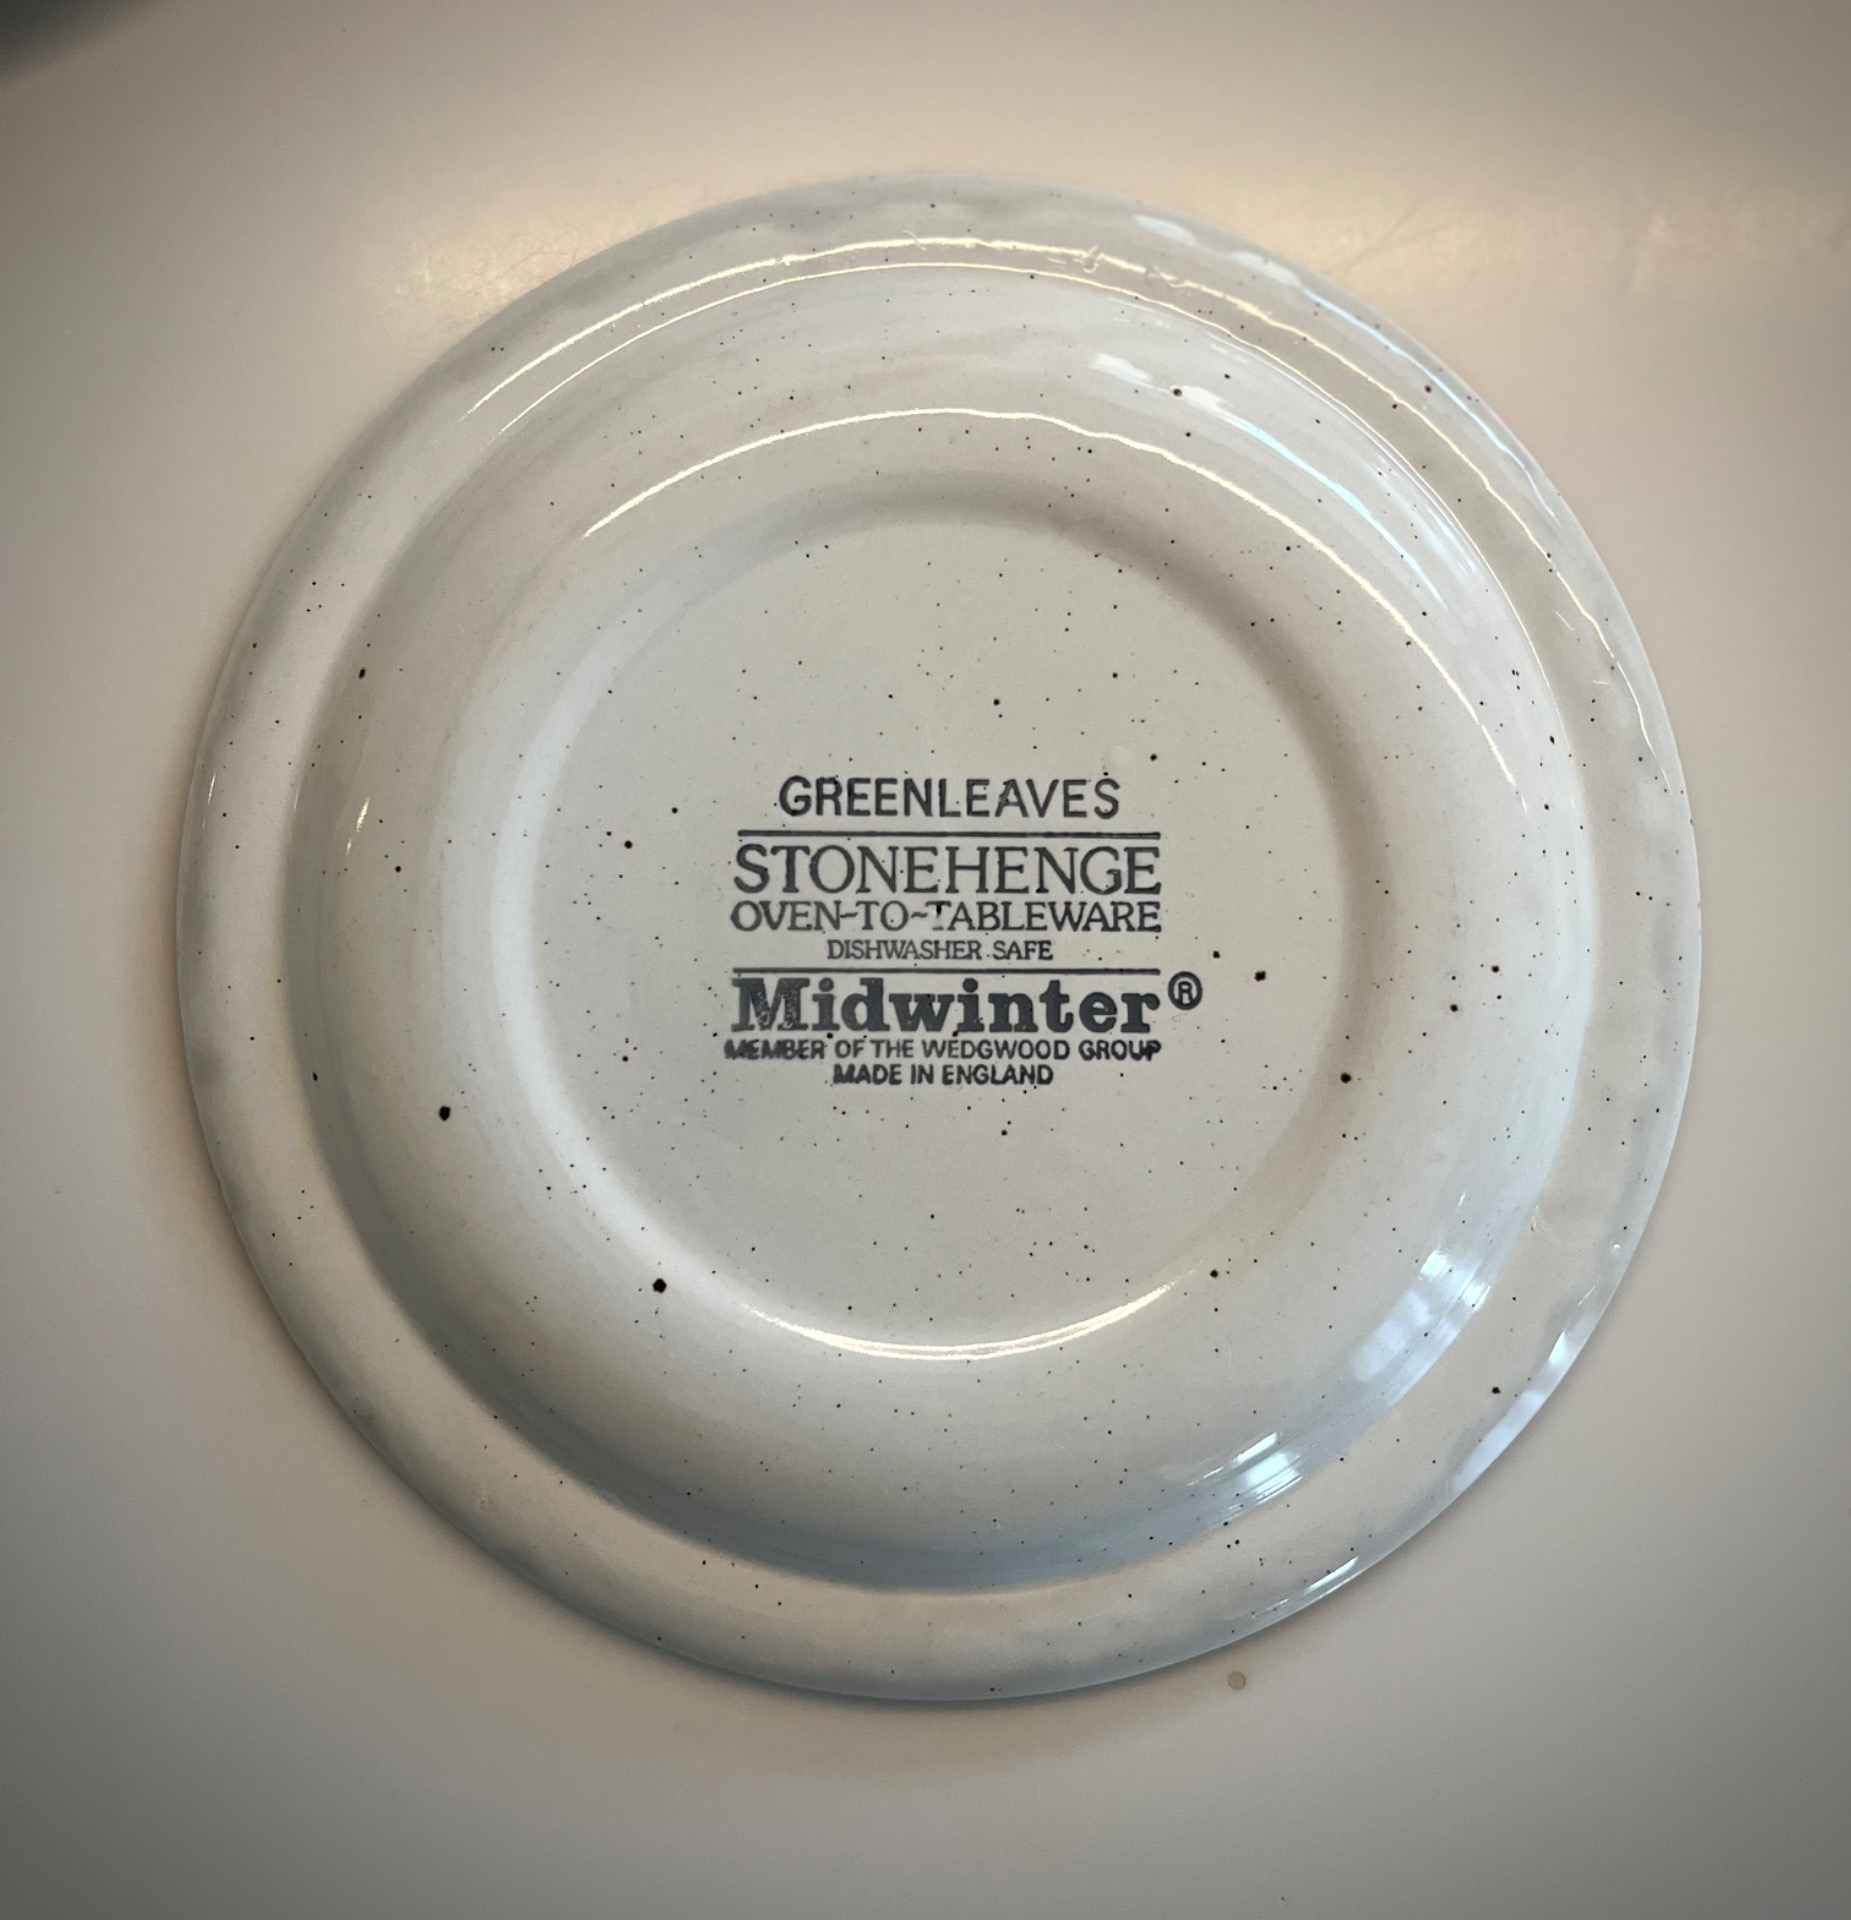 GREENLEAVES
STONEHENGE
OVEN-TO-TABLEWARE
DISHWASHER SAFE
Midwinter®
MEMBER OF THE WEDGWOOD GROUP
MADE IN ENGLAND